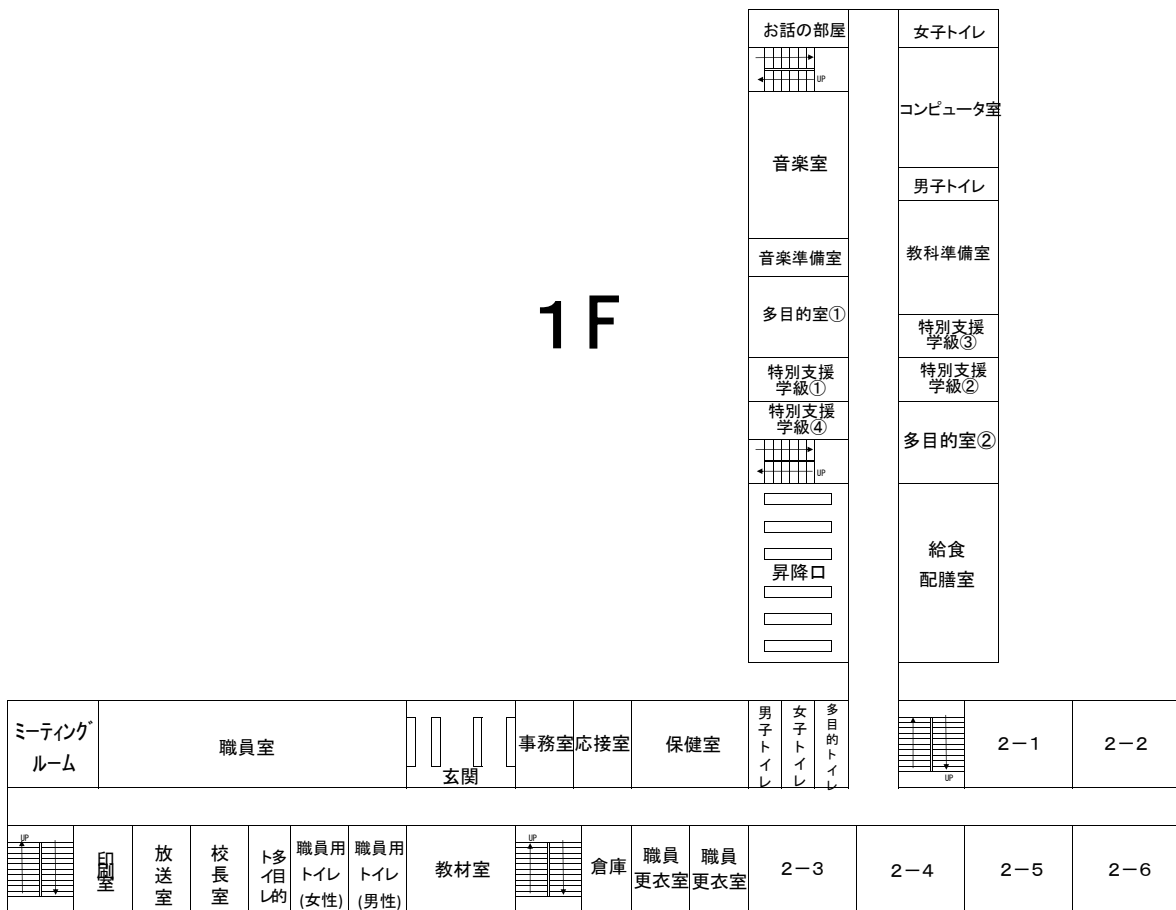 お話の部屋
女子トイレ
UP
コンピュータ室
音楽室
男子トイレ
音楽準備室
教科準備室
1F
多目的室①
特別支援
学級③
特別支援
学級①
特別支援
学級②
特別支援
学級④
多目的室②
UP
昇降口
給食
配膳室
ミーティング
ルーム
職員室
玄関
事務室
応接室
保健室
男子トイレ
女子トイレ
多目的トイレ
UP
2-1
2-2
UP
印刷室
放送室
校長室
多目的
トイレ
職員用
トイレ
(女性)
職員用
トイレ
(男性)
教材室
UP
倉庫
職員
更衣室
職員
更衣室
2-3
2-4
2-5
2-6